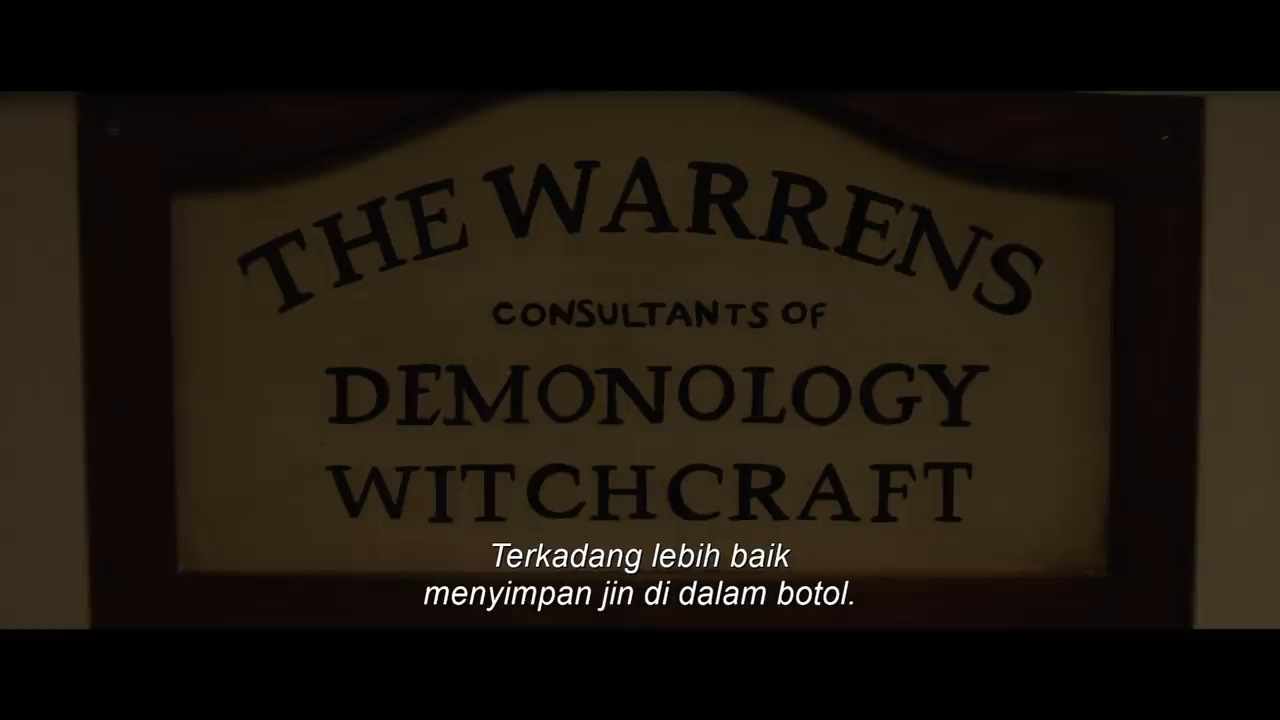 THE WARRENS
CONSULTANTS OF
DEMONOLOGY
WITCHCRAFT
Terkadang lebih baik
menyimpan jin di dalam botol.